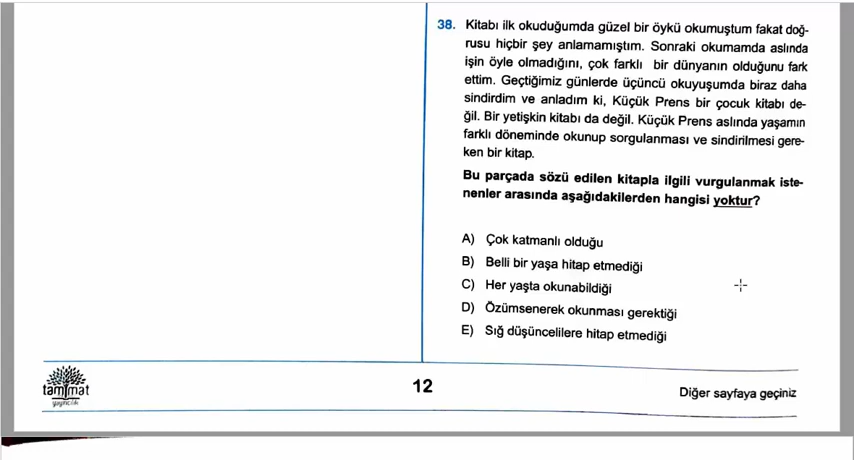 38. Kitabı ilk okuduğumda güzel bir öykü okumuştum fakat doğ-
rusu hiçbir şey anlamamıştım. Sonraki okumamda aslında
işin öyle olmadığını, çok farklı bir dünyanın olduğunu fark
ettim. Geçtiğimiz günlerde üçüncü okuyuşumda biraz daha
sindirdim ve anladım ki, Küçük Prens bir çocuk kitabı de-
ğil. Bir yetişkin kitabı da değil. Küçük Prens aslında yaşamın
farklı döneminde okunup sorgulanması ve sindirilmesi gere-
ken bir kitap.
Bu parçada sözü edilen kitapla ilgili vurgulanmak iste-
nenler arasında aşağıdakilerden hangisi yoktur?
A) Çok katmanlı olduğu
B) Belli bir yaşa hitap etmediği
C) Her yaşta okunabildiği
D) Özümsenerek okunması gerektiği
E) Sığ düşüncelilere hitap etmediği
tammat
yayıncılık
12
Diğer sayfaya geçiniz